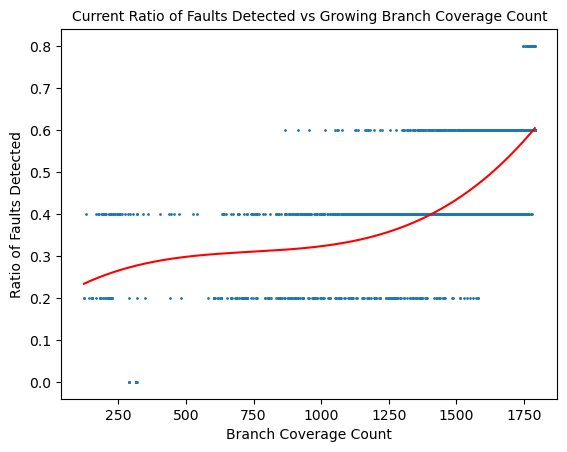 Current Ratio of Faults Detected vs Growing Branch Coverage Count
0.8
0.7
0.6
0.5
0.4
0.3
0.2
0.1
0.0
Ratio of Faults Detected
250 500 750 1000 1250 1500 1750
Branch Coverage Count